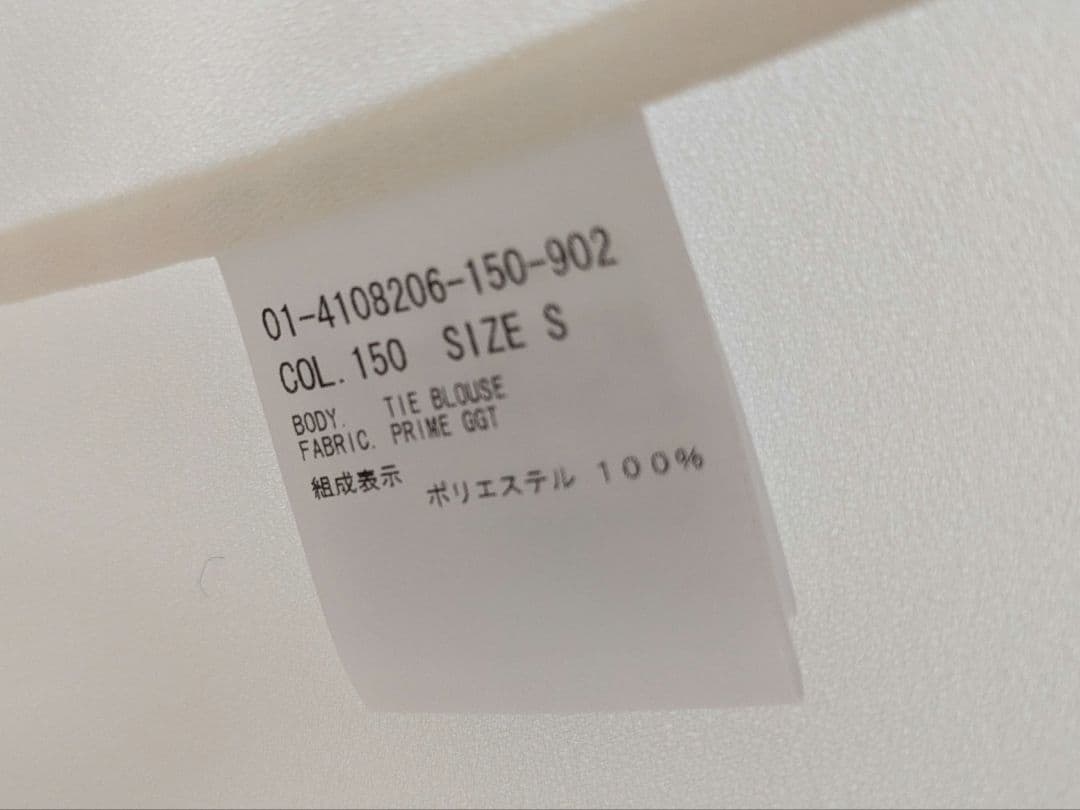 01-4108206-150-902
COL.150 SIZE S
BODY. TIE BLOUSE
FABRIC. PRIME GGT
組成表示 ポリエステル 100%